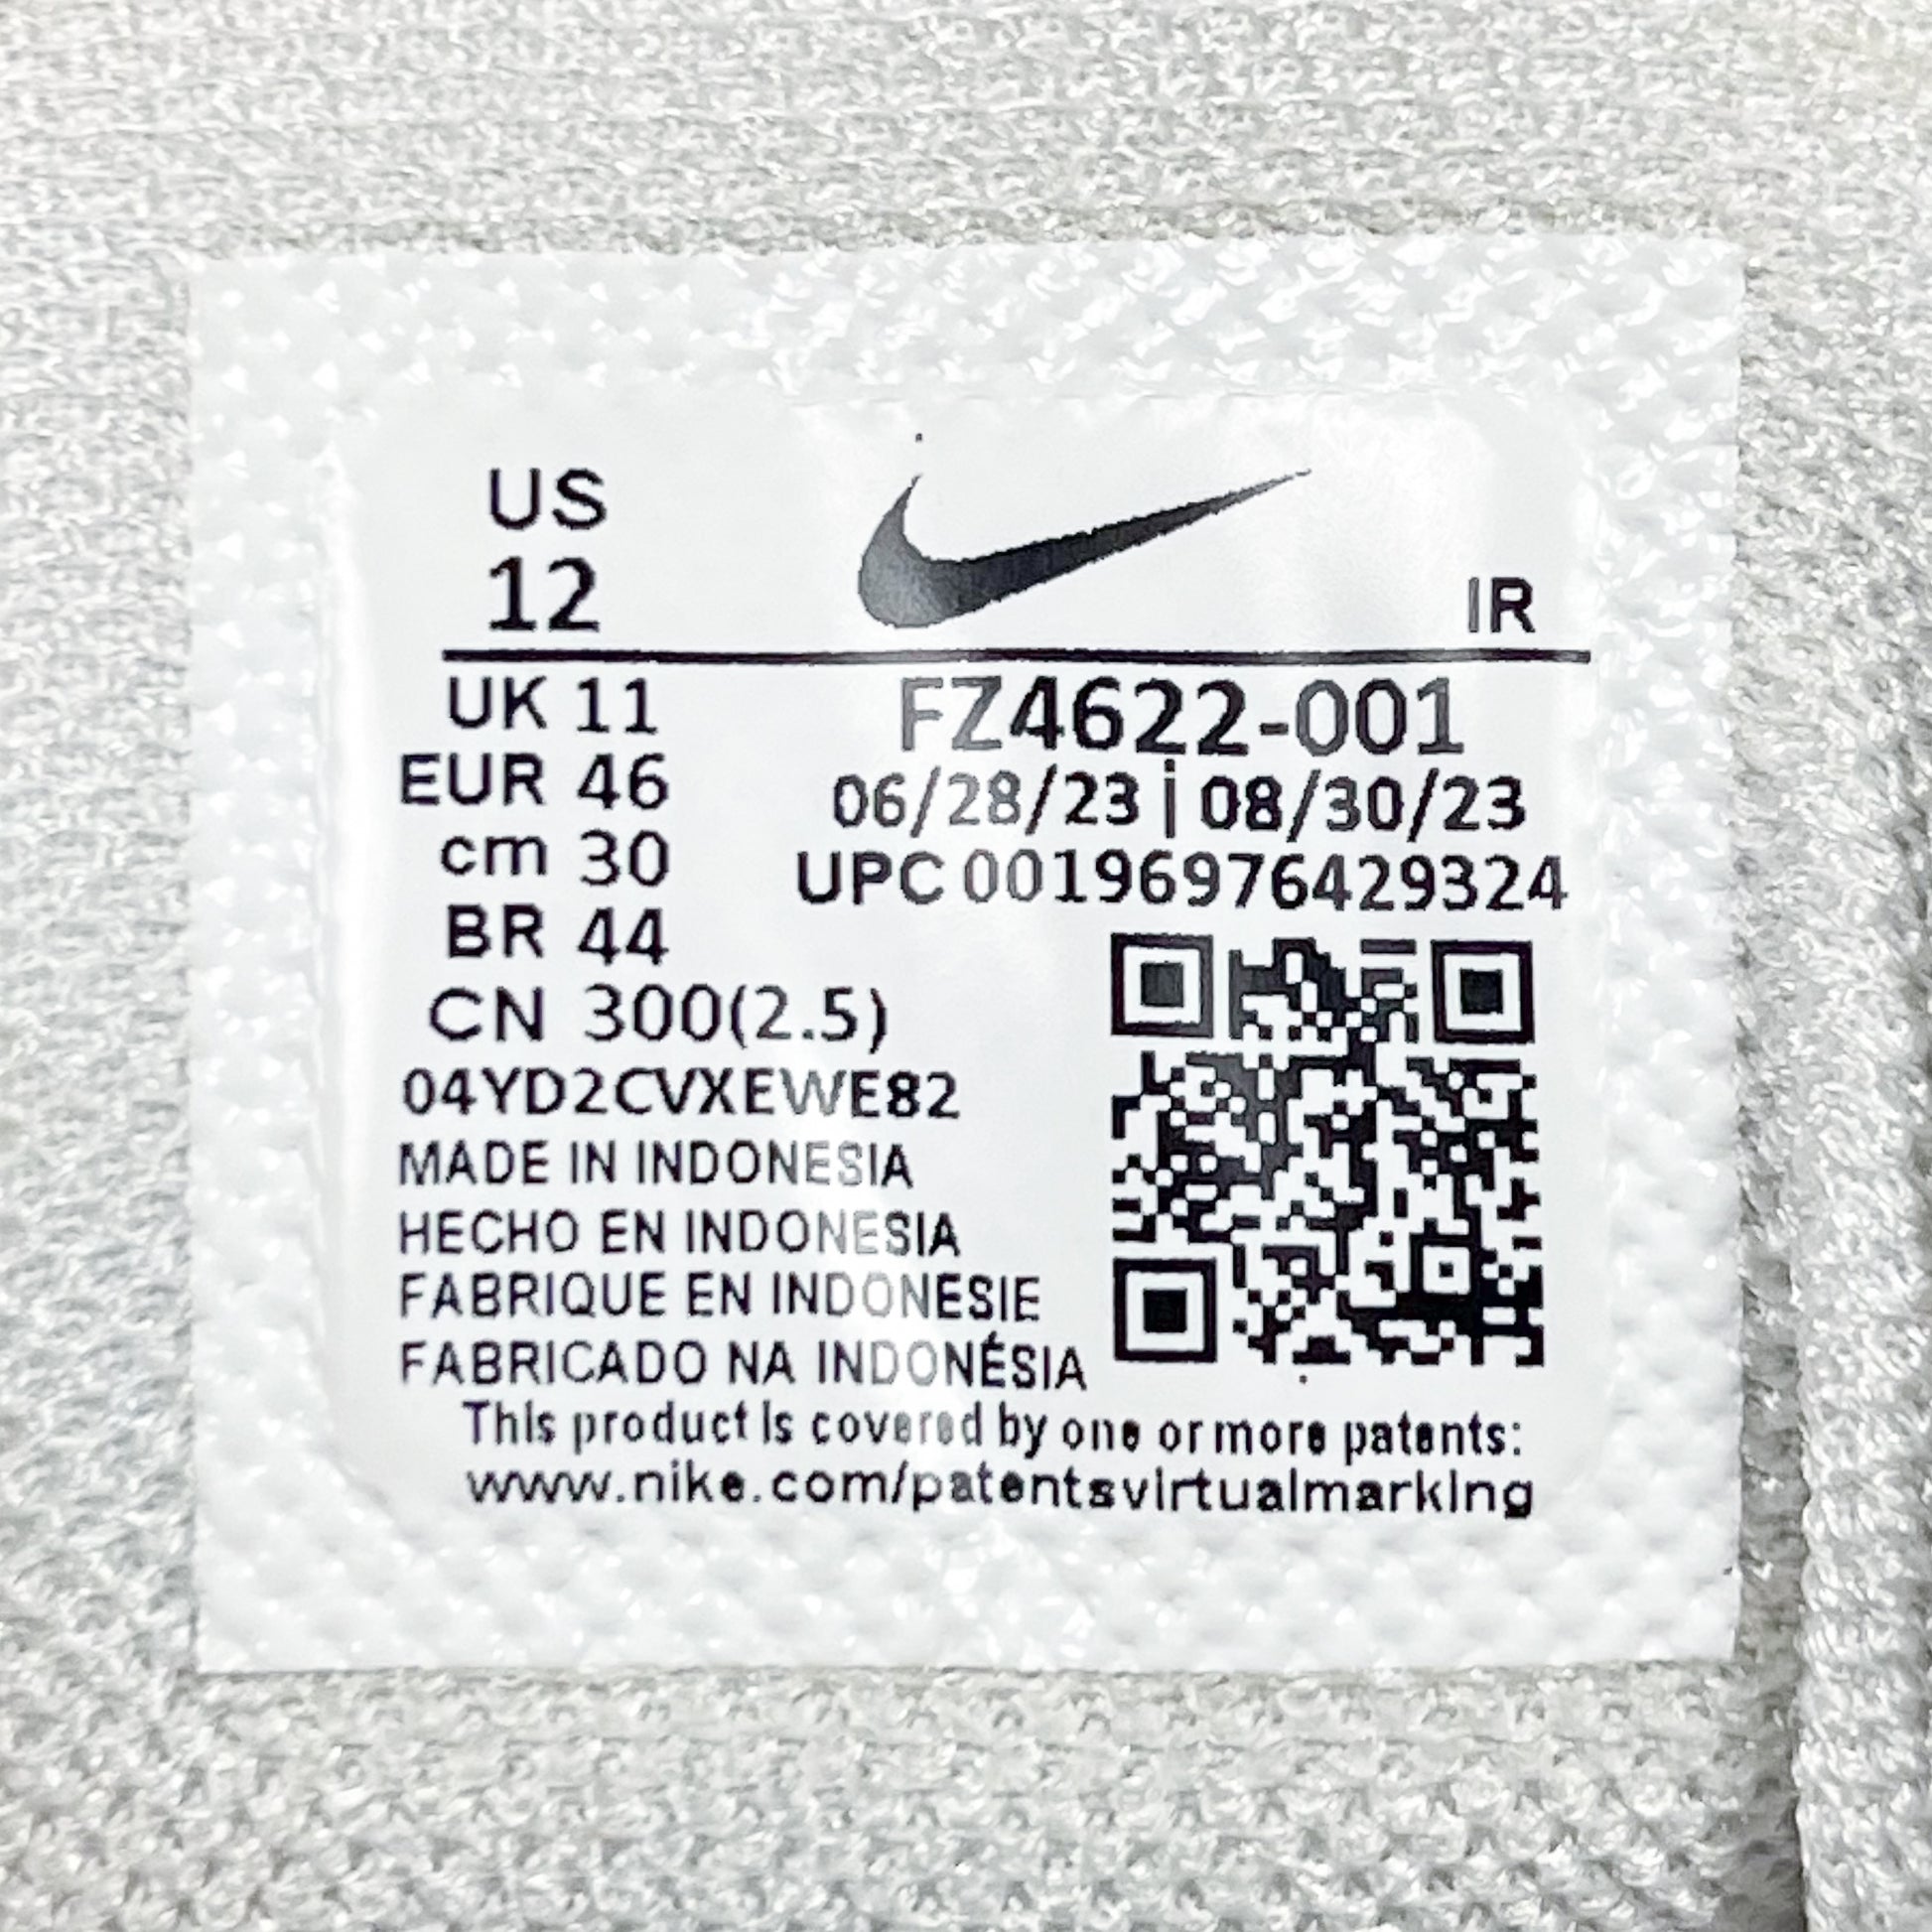 US
12
IR
UK 11
EUR 46
cm 30
BR 44
CN 300(2.5)
FZ4622-001
06/28/23 | 08/30/23
UPC 00196976429324
04YD2CVXEWE82
MADE IN INDONESIA
HECHO EN INDONESIA
FABRIQUE EN INDONESIE
FABRICADO NA INDONÉSIA
This product is covered by one or more patents:
www.nike.com/patentsvirtualmarking